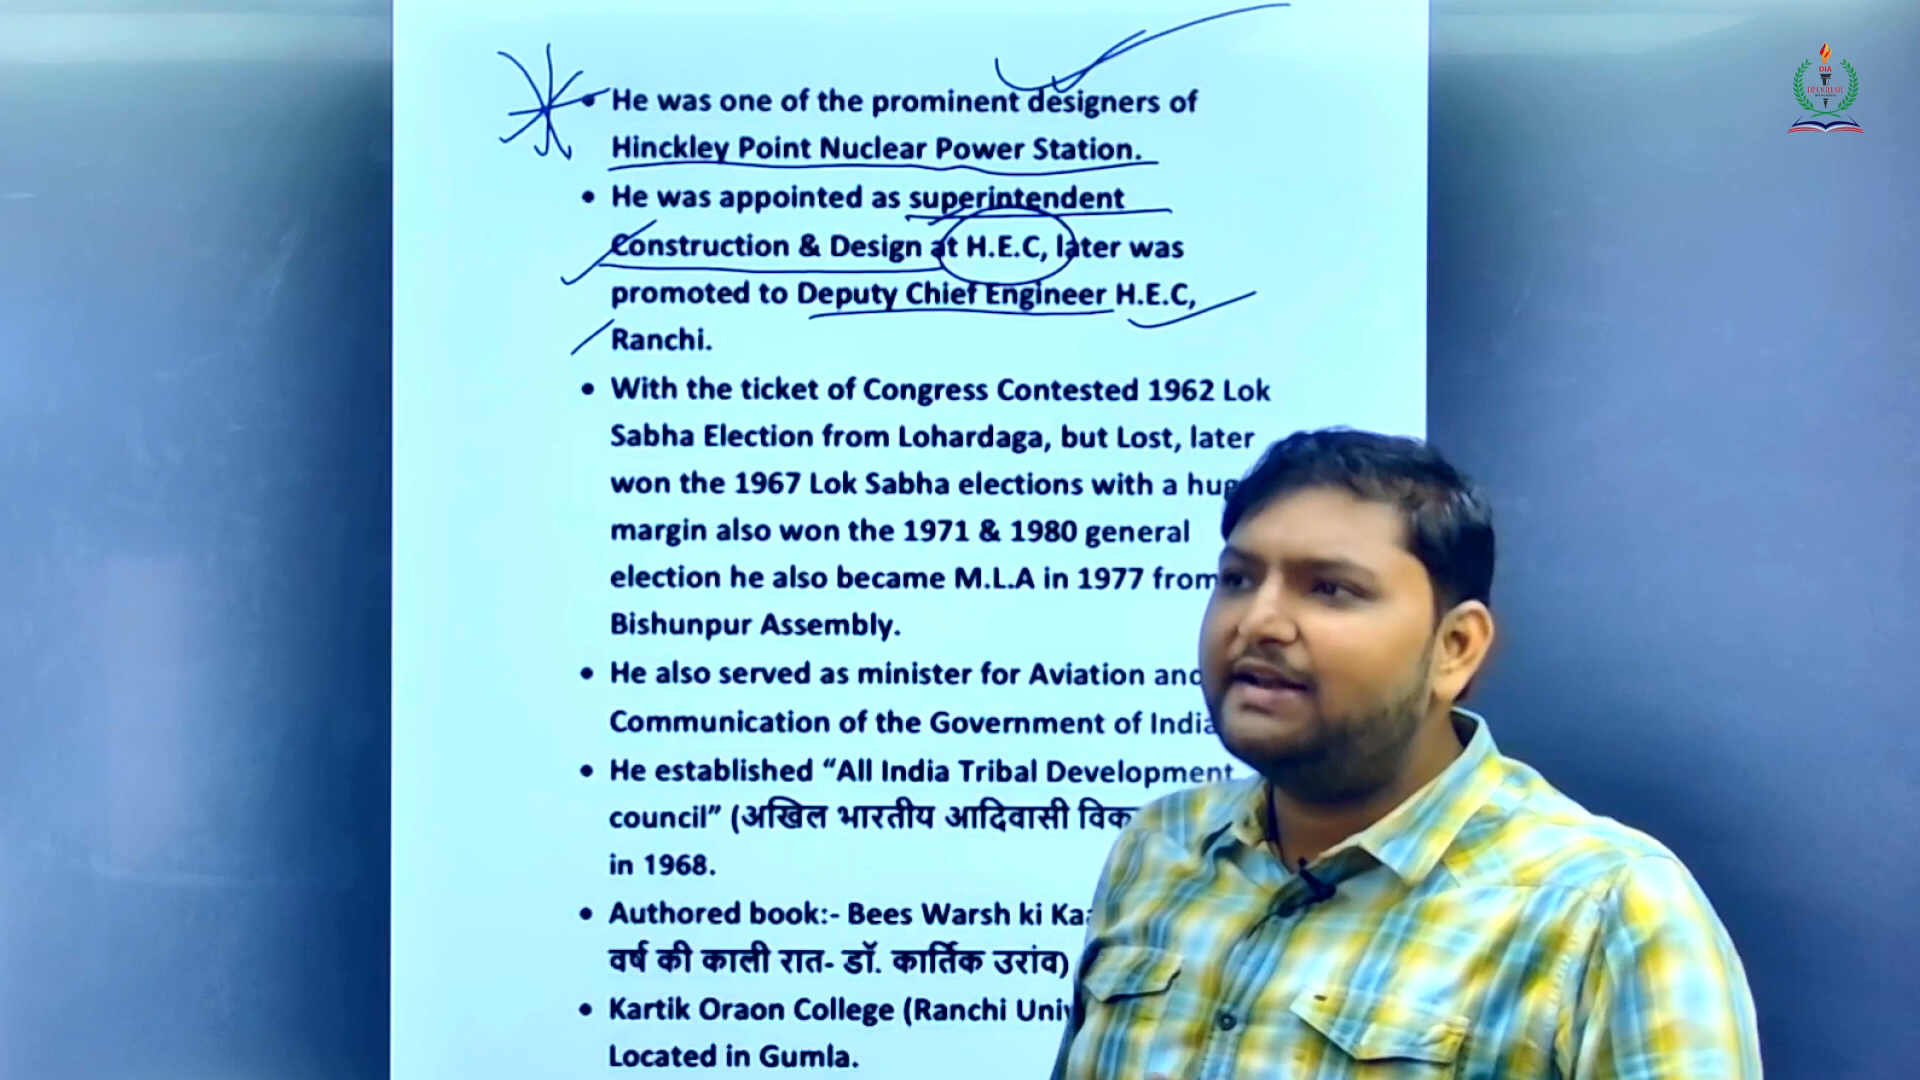 DIA
DEOGHAR
He was one of the prominent designers of
Hinckley Point Nuclear Power Station.
He was appointed as superintendent
Construction & Design at H.E.C, later was
promoted to Deputy Chief Engineer H.E.C,
Ranchi.
With the ticket of Congress Contested 1962 Lok
Sabha Election from Lohardaga, but Lost, later
won the 1967 Lok Sabha elections with a
margin also won the 1971 & 1980 general
election he also became M.L.A in 1977 from
Bishunpur Assembly.
He also served as minister for Aviation
Communication of the Government of
He established “All India Tribal Development
council” (अखिल भारतीय आदिवासी
in 1968.
Authored book:- Bees Warsh ki
वर्ष की काली रात- डॉ. कार्तिक उरांव)
Kartik Oraon College (Ranchi
Located in Gumla.